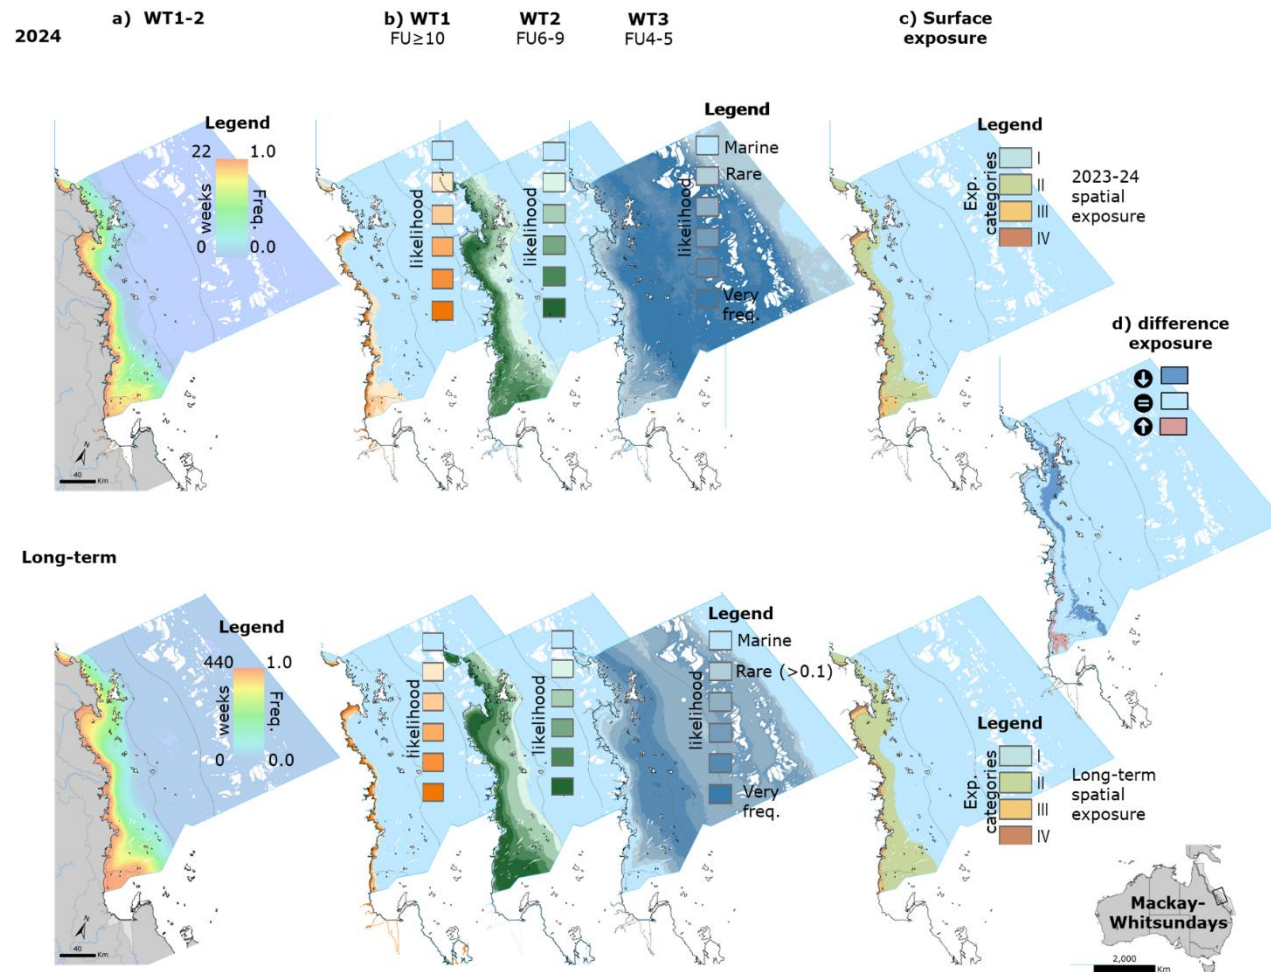 2024
a) WT1-2
b) WT1
FU≥10
WT2
FU6-9
WT3
FU4-5
c) Surface
exposure
Legend
22
1.0
weeks
Freq.
0
0.0
N
40
Km
likelihood
likelihood
Legend
Marine
Rare
likelihood
Very
freq.
Legend
Exp.
categories
I
II
III
IV
2023-24
spatial
exposure
d) difference
exposure
=
Long-term
Legend
440
1.0
weeks
Freq.
0
0.0
N
40
Km
likelihood
likelihood
Legend
Marine
Rare (>0.1)
likelihood
Very
freq.
Legend
Exp.
categories
I
II
III
IV
Long-term
spatial
exposure
Mackay-
Whitsundays
2,000
Km